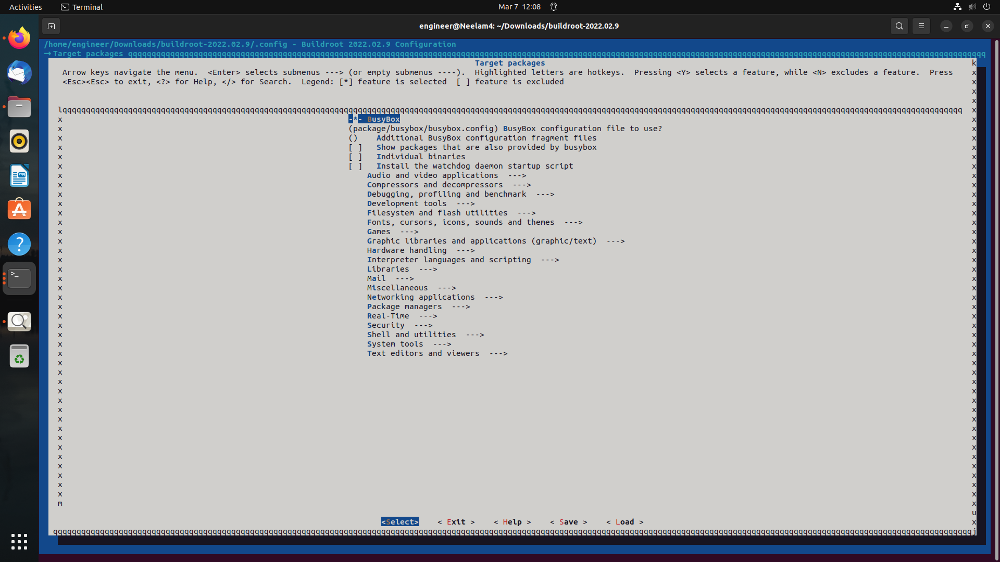 Activities Terminal Mar 7 12:08
engineer@Neelam4: ~/Downloads/buildroot-2022.02.9
/home/engineer/Downloads/buildroot-2022.02.9/.config - Buildroot 2022.02.9 Configuration
→ Target packages
Target packages
Arrow keys navigate the menu. <Enter> selects submenus ---> (or empty submenus ----). Highlighted letters are hotkeys. Pressing <Y> selects a feature, while <N> excludes a feature. Press
<Esc><Esc> to exit, <?> for Help, </> for Search. Legend: [*] feature is selected [ ] feature is excluded
-*- BusyBox
(package/busybox/busybox.config) BusyBox configuration file to use?
() Additional BusyBox configuration fragment files
[ ] Show packages that are also provided by busybox
[ ] Individual binaries
[ ] Install the watchdog daemon startup script
Audio and video applications --->
Compressors and decompressors --->
Debugging, profiling and benchmark --->
Development tools --->
Filesystem and flash utilities --->
Fonts, cursors, icons, sounds and themes --->
Games --->
Graphic libraries and applications (graphic/text) --->
Hardware handling --->
Interpreter languages and scripting --->
Libraries --->
Mail --->
Miscellaneous --->
Networking applications --->
Package managers --->
Real-Time --->
Security --->
Shell and utilities --->
System tools --->
Text editors and viewers --->
<Select> < Exit > < Help > < Save > < Load >